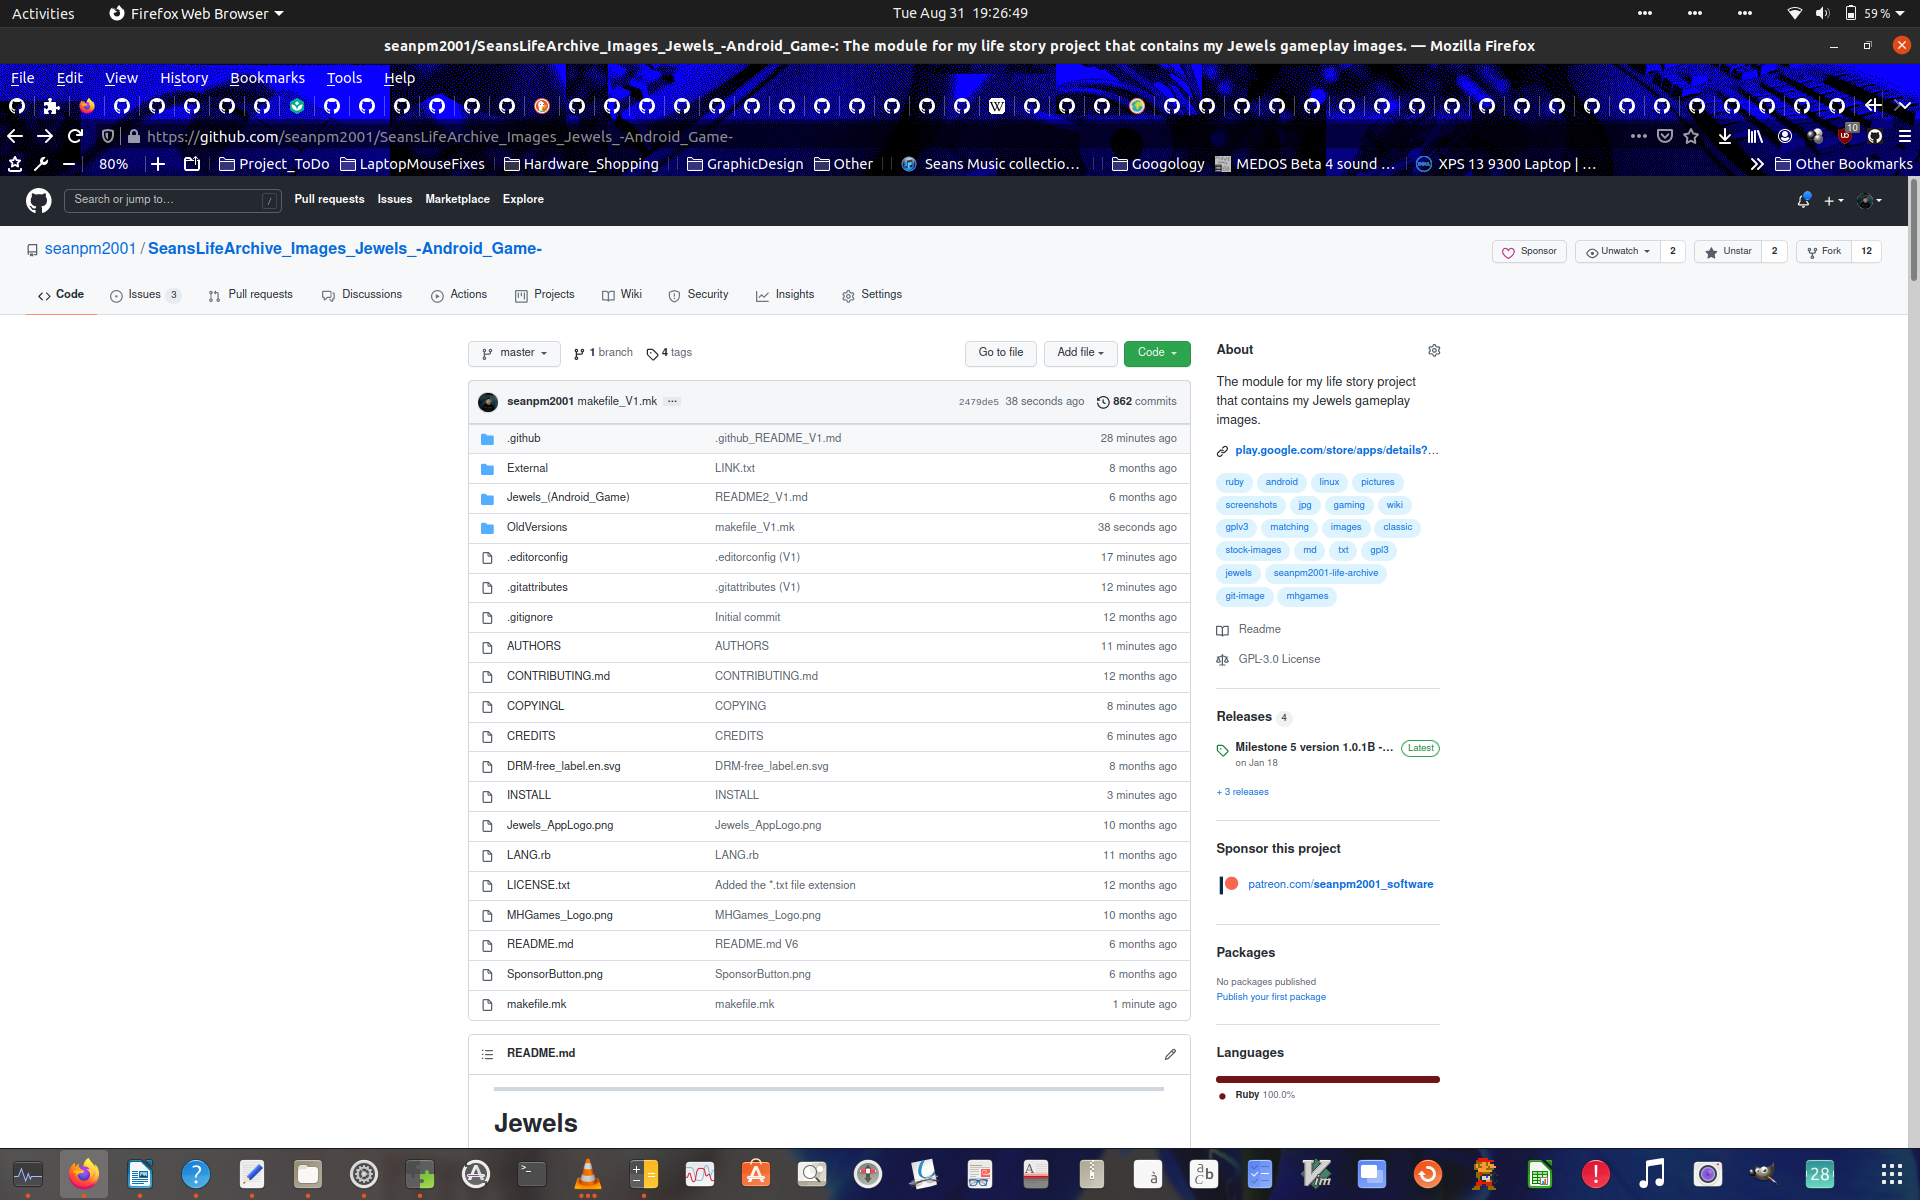 Activities Firefox Web Browser Tue Aug 31 19:26:49 59 %
seanpm2001/SeansLifeArchive_Images_Jewels_-Android_Game-: The module for my life story project that contains my Jewels gameplay images. — Mozilla Firefox
File Edit View History Bookmarks Tools Help
https://github.com/seanpm2001/SeansLifeArchive_Images_Jewels_-Android_Game- 10
80% Project_ToDo LaptopMouseFixes Hardware_Shopping GraphicDesign Other Seans Music collectio… Googology MEDOS Beta 4 sound … XPS 13 9300 Laptop | … Other Bookmarks
Search or jump to… / Pull requests Issues Marketplace Explore
seanpm2001 / SeansLifeArchive_Images_Jewels_-Android_Game- Sponsor Unwatch 2 Unstar 2 Fork 12
Code Issues 3 Pull requests Discussions Actions Projects Wiki Security Insights Settings
master 1 branch 4 tags Go to file Add file Code
seanpm2001 makefile_V1.mk … 2479de5 38 seconds ago 862 commits
.github .github_README_V1.md 28 minutes ago
External LINK.txt 8 months ago
Jewels_(Android_Game) README2_V1.md 6 months ago
OldVersions makefile_V1.mk 38 seconds ago
.editorconfig .editorconfig (V1) 17 minutes ago
.gitattributes .gitattributes (V1) 12 minutes ago
.gitignore Initial commit 12 months ago
AUTHORS AUTHORS 11 minutes ago
CONTRIBUTING.md CONTRIBUTING.md 12 months ago
COPYINGL COPYING 8 minutes ago
CREDITS CREDITS 6 minutes ago
DRM-free_label.en.svg DRM-free_label.en.svg 8 months ago
INSTALL INSTALL 3 minutes ago
Jewels_AppLogo.png Jewels_AppLogo.png 10 months ago
LANG.rb LANG.rb 11 months ago
LICENSE.txt Added the *.txt file extension 12 months ago
MHGames_Logo.png MHGames_Logo.png 10 months ago
README.md README.md V6 6 months ago
SponsorButton.png SponsorButton.png 6 months ago
makefile.mk makefile.mk 1 minute ago
README.md
Jewels
About
The module for my life story project
that contains my Jewels gameplay
images.
play.google.com/store/apps/details?…
ruby android linux pictures
screenshots jpg gaming wiki
gplv3 matching images classic
stock-images md txt gpl3
jewels seanpm2001-life-archive
git-image mhgames
Readme
GPL-3.0 License
Releases 4
Milestone 5 version 1.0.1B -… Latest
on Jan 18
+ 3 releases
Sponsor this project
patreon.com/seanpm2001_software
Packages
No packages published
Publish your first package
Languages
Ruby 100.0%
28